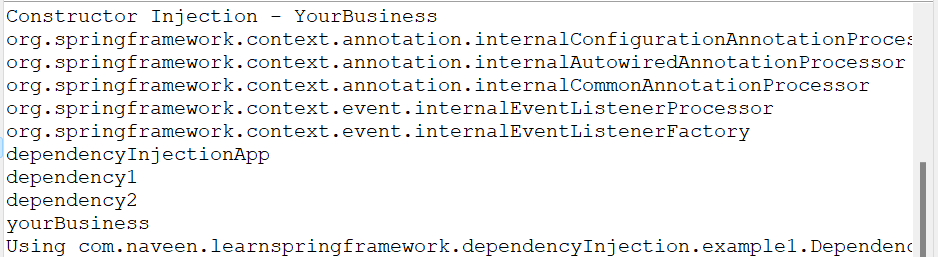 Constructor Injection - YourBusiness
org.springframework.context.annotation.internalConfigurationAnnotationProces
org.springframework.context.annotation.internalAutowiredAnnotationProcessor
org.springframework.context.annotation.internalCommonAnnotationProcessor
org.springframework.context.event.internalEventListenerProcessor
org.springframework.context.event.internalEventListenerFactory
dependencyInjectionApp
dependency1
dependency2
yourBusiness
Using com.naveen.learnspringframework.dependencyInjection.example1.Dependenc